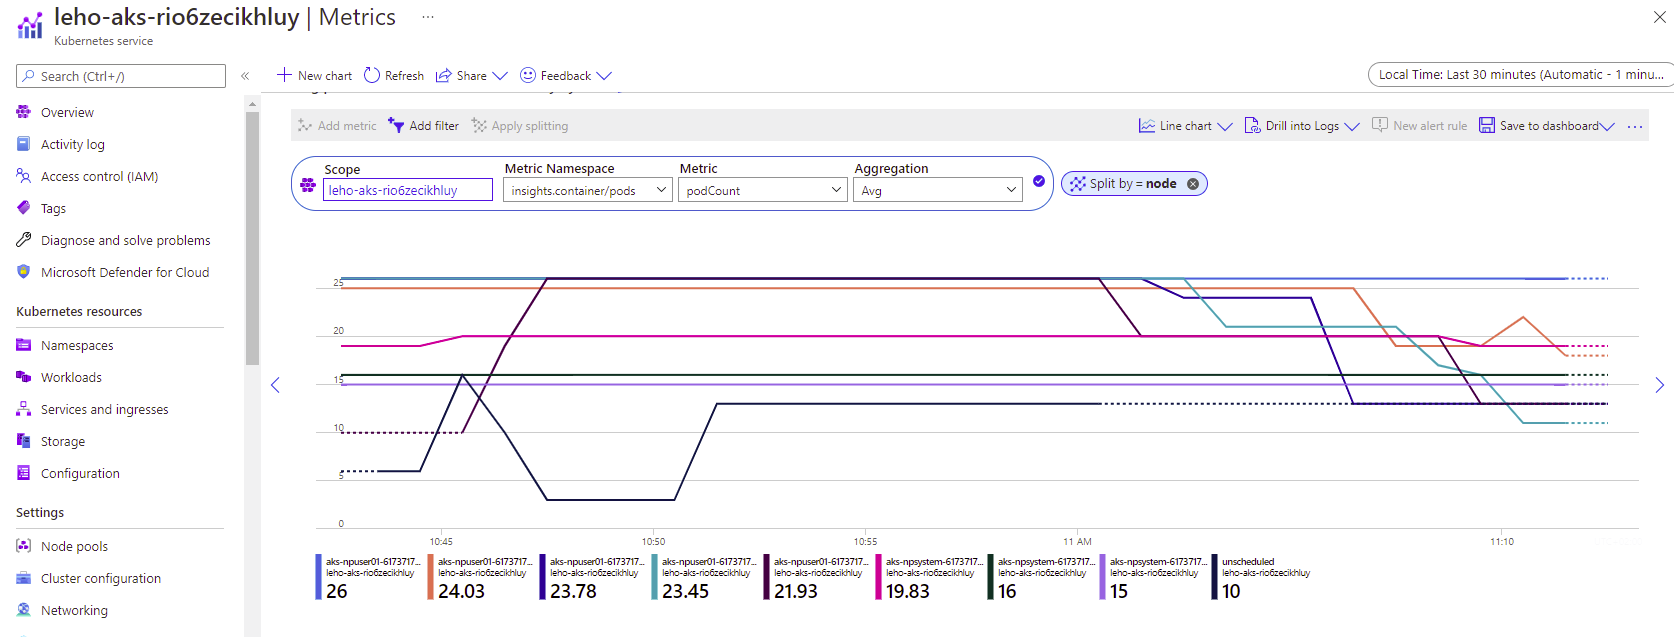 leho-aks-rio6zecikhluy | Metrics ...
Kubernetes service
Search (Ctrl+/)
Overview
Activity log
Access control (IAM)
Tags
Diagnose and solve problems
Microsoft Defender for Cloud
Kubernetes resources
Namespaces
Workloads
Services and ingresses
Storage
Configuration
Settings
Node pools
Cluster configuration
Networking
New chart Refresh Share Feedback
Local Time: Last 30 minutes (Automatic - 1 minu...
Add metric Add filter Apply splitting
Line chart Drill into Logs New alert rule Save to dashboard ...
Scope Metric Namespace Metric Aggregation
leho-aks-rio6zecikhluy insights.container/pods podCount Avg
Split by = node
25
20
15
10
5
0
10:45 10:50 10:55 11 AM 11:10
aks-npuser01-6173717... aks-npuser01-6173717... aks-npuser01-6173717... aks-npuser01-6173717... aks-npuser01-6173717... aks-npsystem-6173717... aks-npsystem-6173717... aks-npsystem-6173717... unscheduled
leho-aks-rio6zecikhluy leho-aks-rio6zecikhluy leho-aks-rio6zecikhluy leho-aks-rio6zecikhluy leho-aks-rio6zecikhluy leho-aks-rio6zecikhluy leho-aks-rio6zecikhluy leho-aks-rio6zecikhluy leho-aks-rio6zecikhluy
26 24.03 23.78 23.45 21.93 19.83 16 15 10